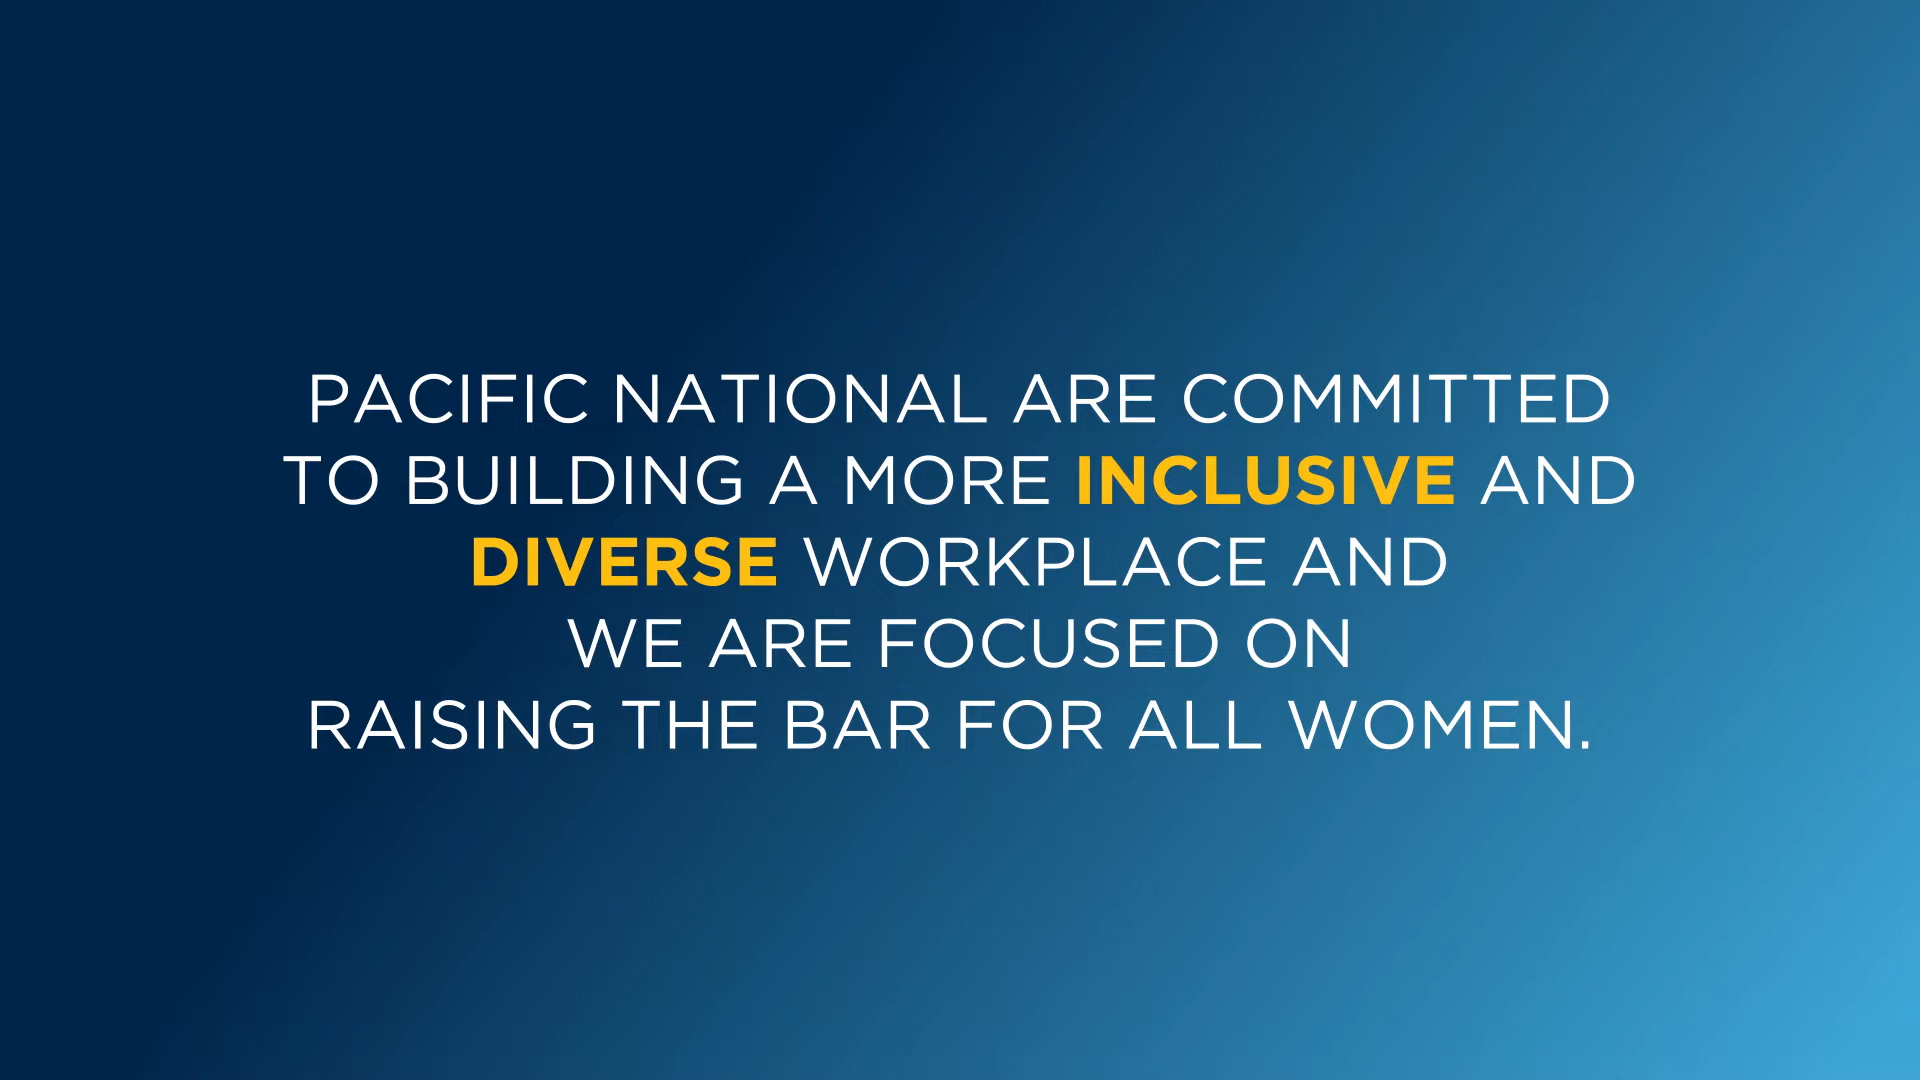 PACIFIC NATIONAL ARE COMMITTED
TO BUILDING A MORE INCLUSIVE AND
DIVERSE WORKPLACE AND
WE ARE FOCUSED ON
RAISING THE BAR FOR ALL WOMEN.